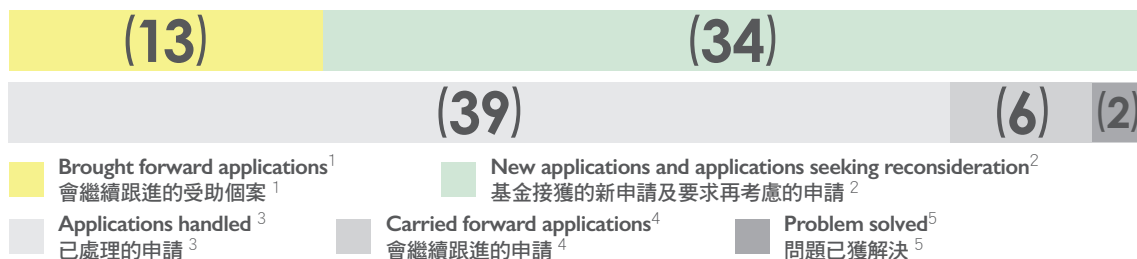 (13) (34)
(39) (6) (2)
Brought forward applications1 New applications and applications seeking reconsideration2
會繼續跟進的受助個案 1 基金接獲的新申請及要求再考慮的申請 2
Applications handled 3 Carried forward applications4 Problem solved5
已處理的申請 3 會繼續跟進的申請 4 問題已獲解決 5